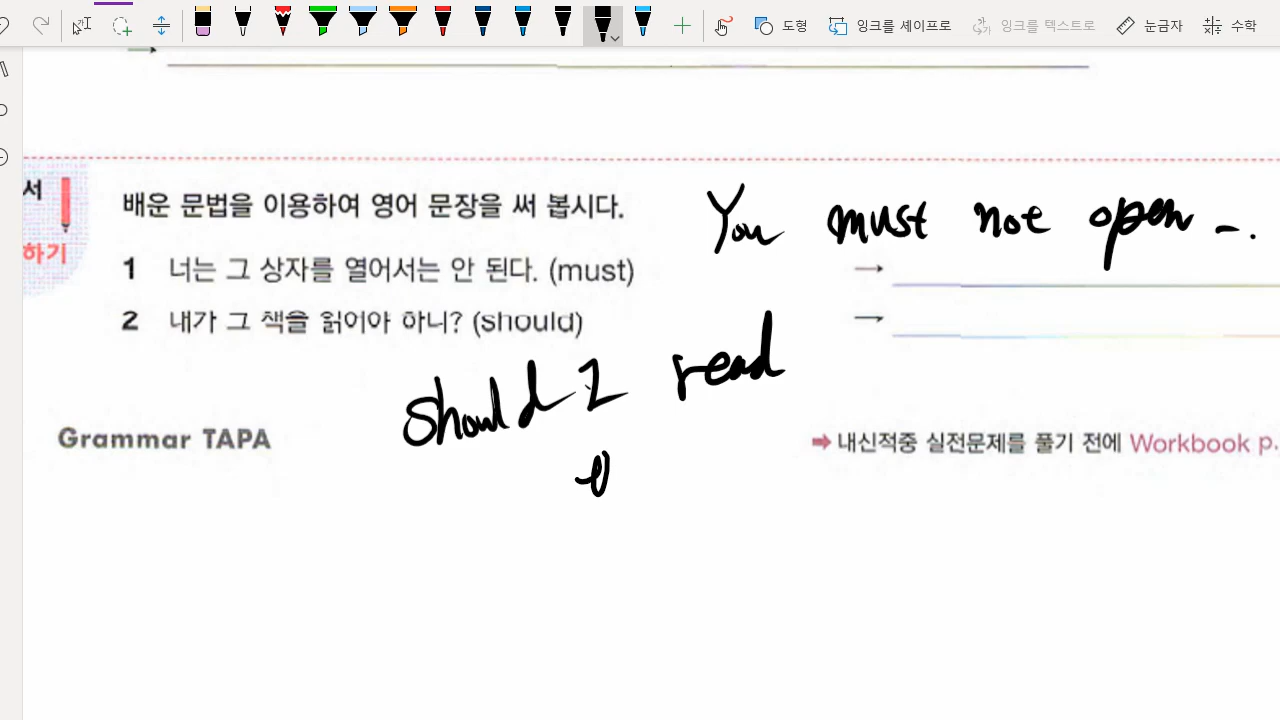 도형 잉크를 셰이프로 잉크를 텍스트로 눈금자 수학
서
배운 문법을 이용하여 영어 문장을 써 봅시다.
You must not open
하기
1 너는 그 상자를 열어서는 안 된다. (must) →
2 내가 그 책을 읽어야 하니? (should) →
should I read
Grammar TAPA
➡ 내신적중 실전문제를 풀기 전에 Workbook p.